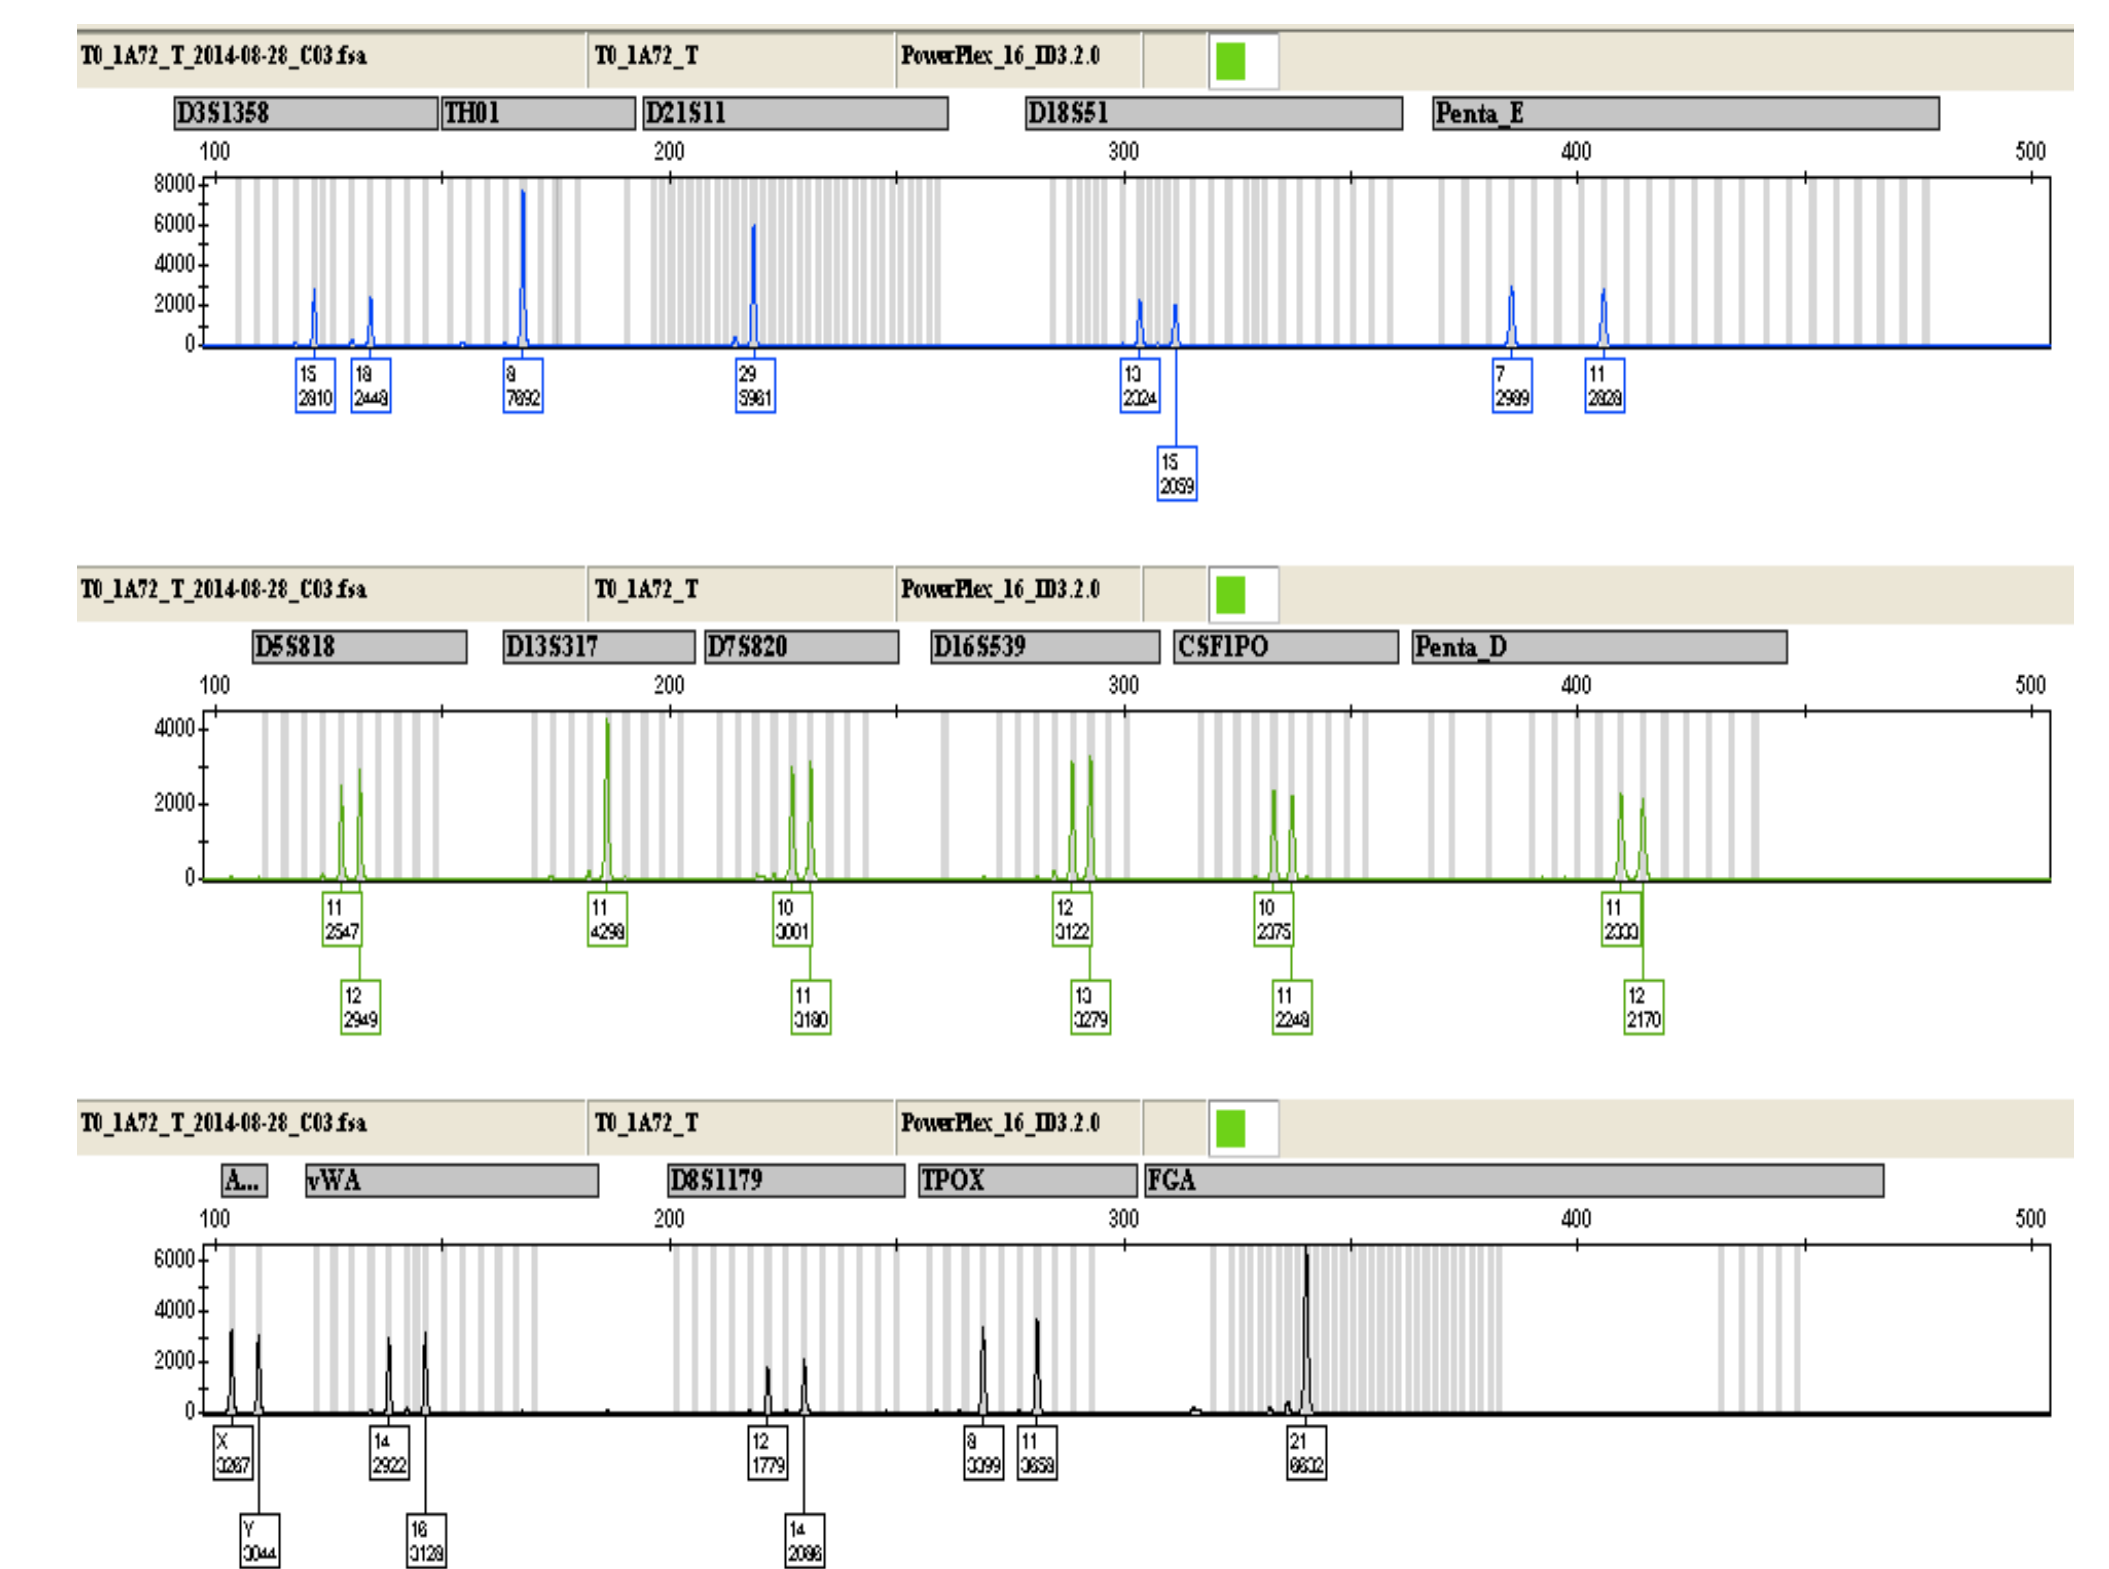 T0_1A72_T_2014-08-28_C03.fsa T0_1A72_T PowerPlex_16_ID3.2.0
D3S1358 TH01 D21S11 D18S51 Penta_E
100 200 300 400 500
8000
6000
4000
2000
0
15 18 8 29 13 7 11
2810 2448 7692 5961 2324 2989 2828
15
2059
T0_1A72_T_2014-08-28_C03.fsa T0_1A72_T PowerPlex_16_ID3.2.0
D5S818 D13S317 D7S820 D16S539 CSF1PO Penta_D
100 200 300 400 500
4000
2000
0
11 11 10 12 10 11
2547 4298 3001 3122 2375 2333
12 11 13 11 12
2949 3180 3279 2248 2170
T0_1A72_T_2014-08-28_C03.fsa T0_1A72_T PowerPlex_16_ID3.2.0
A... vWA D8S1179 TPOX FGA
100 200 300 400 500
6000
4000
2000
0
X 14 12 8 11 21
3267 2922 1779 3399 3658 6632
Y 16 14
3044 3128 2086